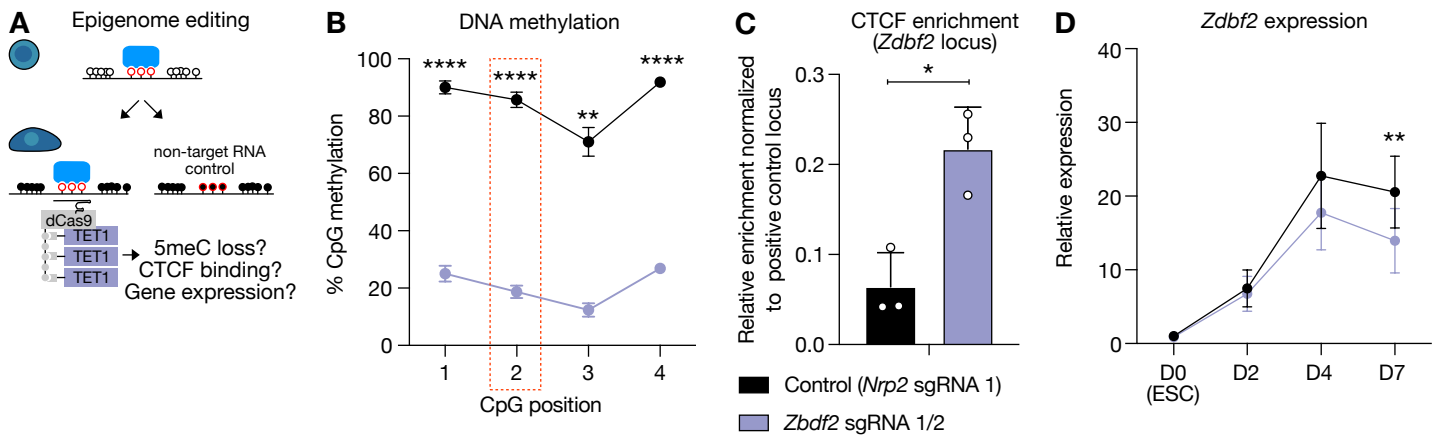 A
Epigenome editing
non-target RNA
control
dCas9
TET1
TET1
TET1
5meC loss?
CTCF binding?
Gene expression?
B
DNA methylation
% CpG methylation
100
80
60
40
20
0
****
****
**
****
1
2
3
4
CpG position
C
CTCF enrichment
(Zdbf2 locus)
Relative enrichment normalized
to positive control locus
0.3
0.2
0.1
0.0
*
Control (Nrp2 sgRNA 1)
Zbdf2 sgRNA 1/2
D
Zdbf2 expression
Relative expression
40
30
20
10
0
**
D0
(ESC)
D2
D4
D7